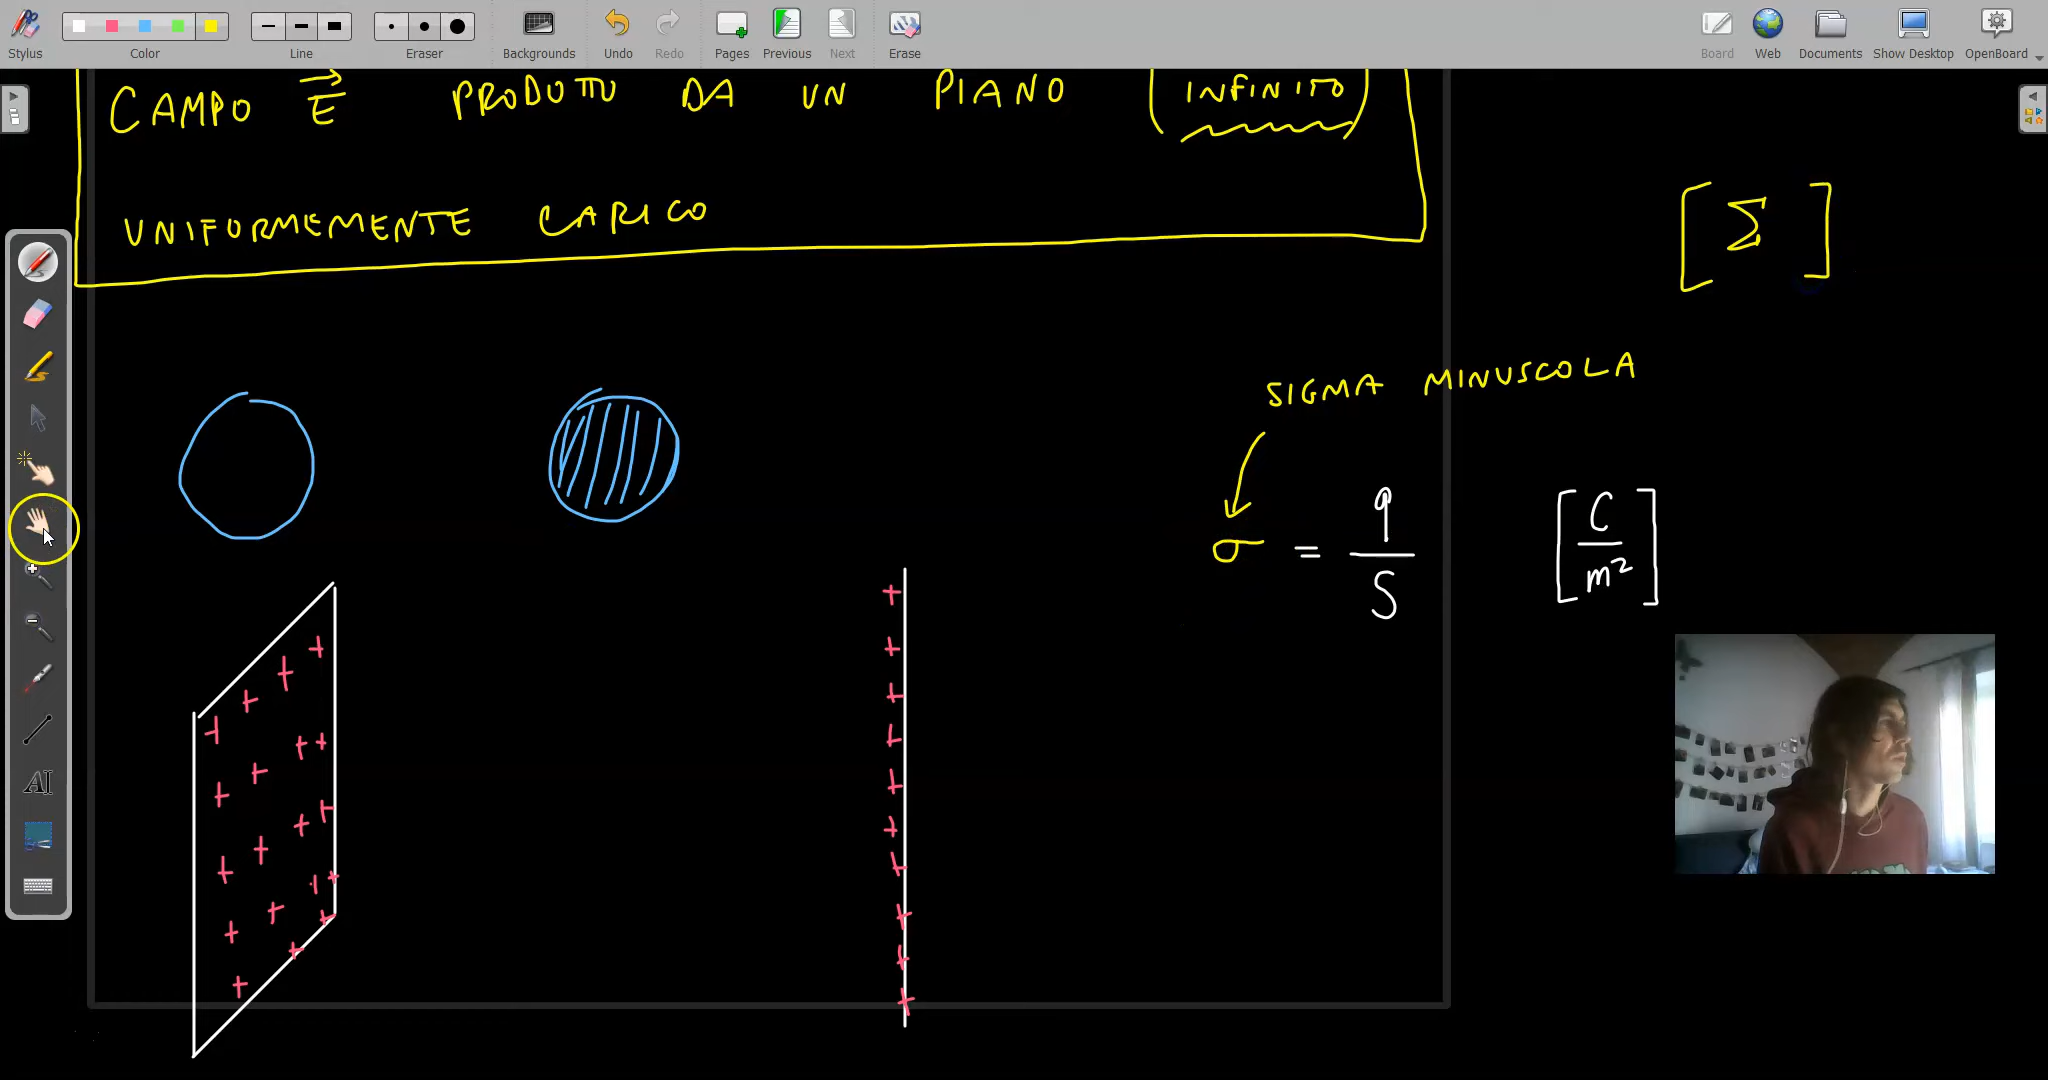 Stylus Color Line Eraser Backgrounds Undo Redo Pages Previous Next Erase Board Web Documents Show Desktop OpenBoard
CAMPO E PRODOTTO DA UN PIANO (INFINITO)
UNIFORMEMENTE CARICO
[Σ]
SIGMA MINUSCOLA
σ = q/S [C/m²]
+ + + + + + + + + + + + + + + + + + + +
+ + + + + + + + + +
AI